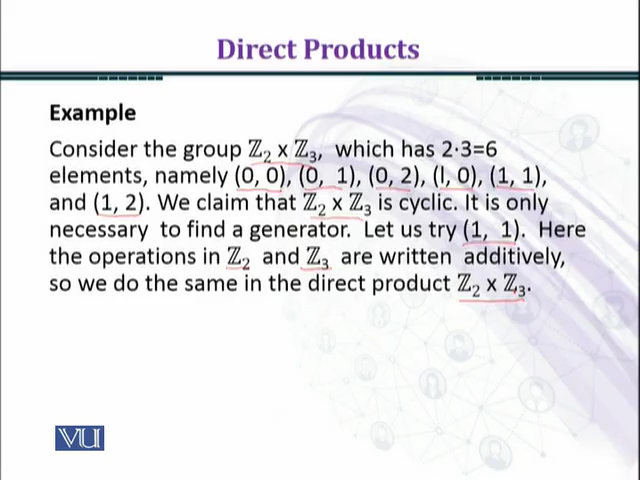 Direct Products
Example
Consider the group ℤ₂ x ℤ₃, which has 2·3=6
elements, namely (0, 0), (0, 1), (0, 2), (l, 0), (1, 1),
and (1, 2). We claim that ℤ₂ x ℤ₃ is cyclic. It is only
necessary to find a generator. Let us try (1, 1). Here
the operations in ℤ₂ and ℤ₃ are written additively,
so we do the same in the direct product ℤ₂ x ℤ₃.
VU